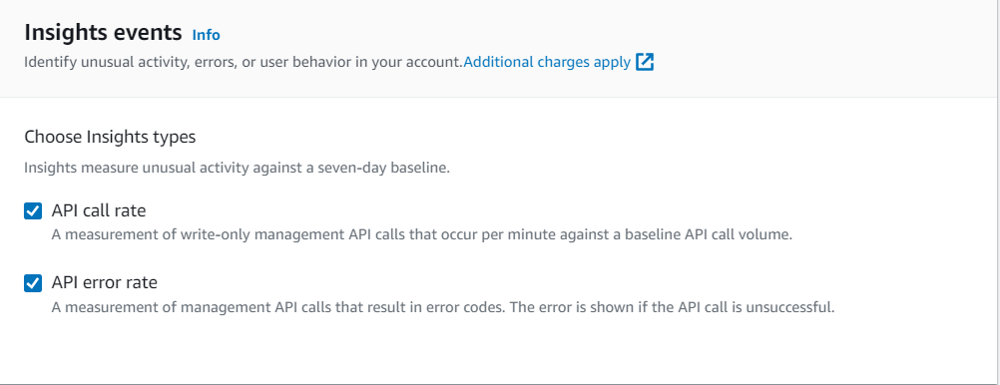 Insights events Info
Identify unusual activity, errors, or user behavior in your account.Additional charges apply
Choose Insights types
Insights measure unusual activity against a seven-day baseline.
API call rate
A measurement of write-only management API calls that occur per minute against a baseline API call volume.
API error rate
A measurement of management API calls that result in error codes. The error is shown if the API call is unsuccessful.